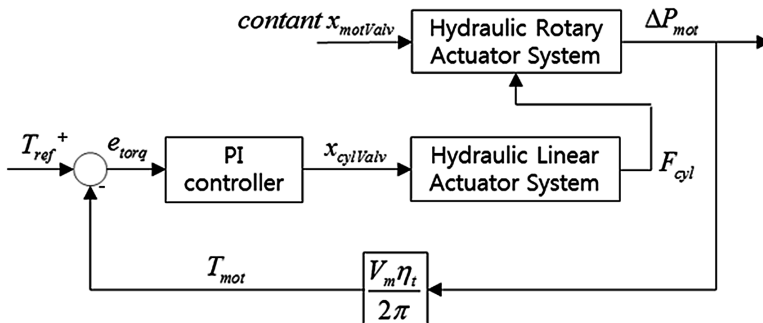 contant x_motValv
Hydraulic Rotary
Actuator System
ΔP_mot
T_ref
+
-
e_torq
PI
controller
x_cylValv
Hydraulic Linear
Actuator System
F_cyl
T_mot
V_m η_t
2π